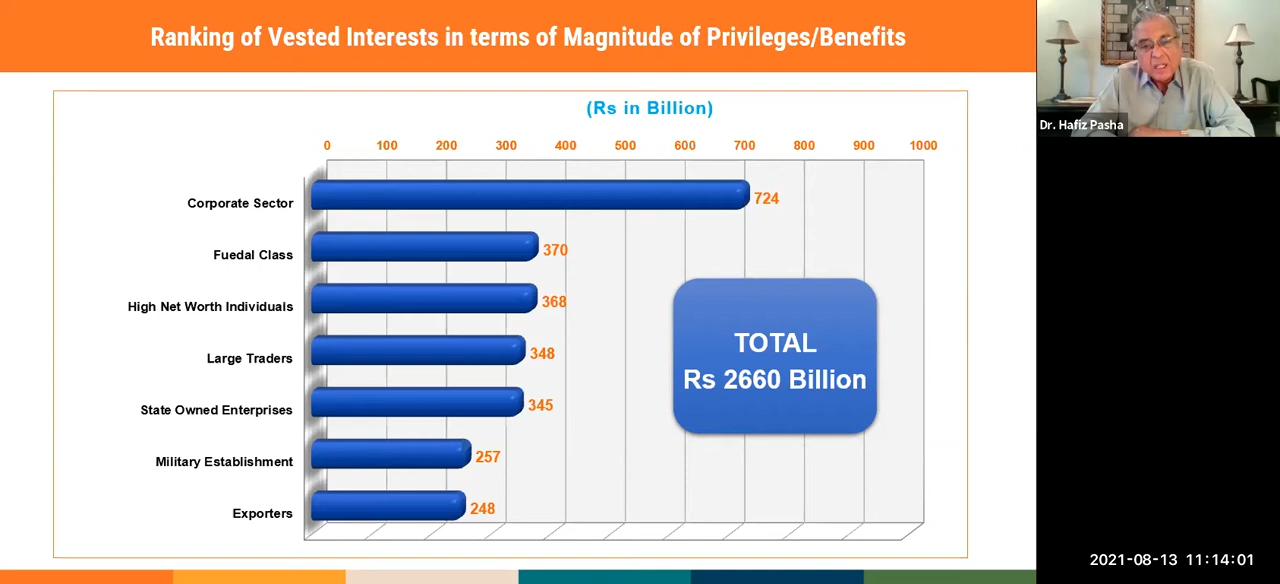 Ranking of Vested Interests in terms of Magnitude of Privileges/Benefits
Dr. Hafiz Pasha
(Rs in Billion)
0 100 200 300 400 500 600 700 800 900 1000
Corporate Sector 724
Fuedal Class 370
High Net Worth Individuals 368
Large Traders 348
State Owned Enterprises 345
Military Establishment 257
Exporters 248
TOTAL
Rs 2660 Billion
2021-08-13 11:14:01